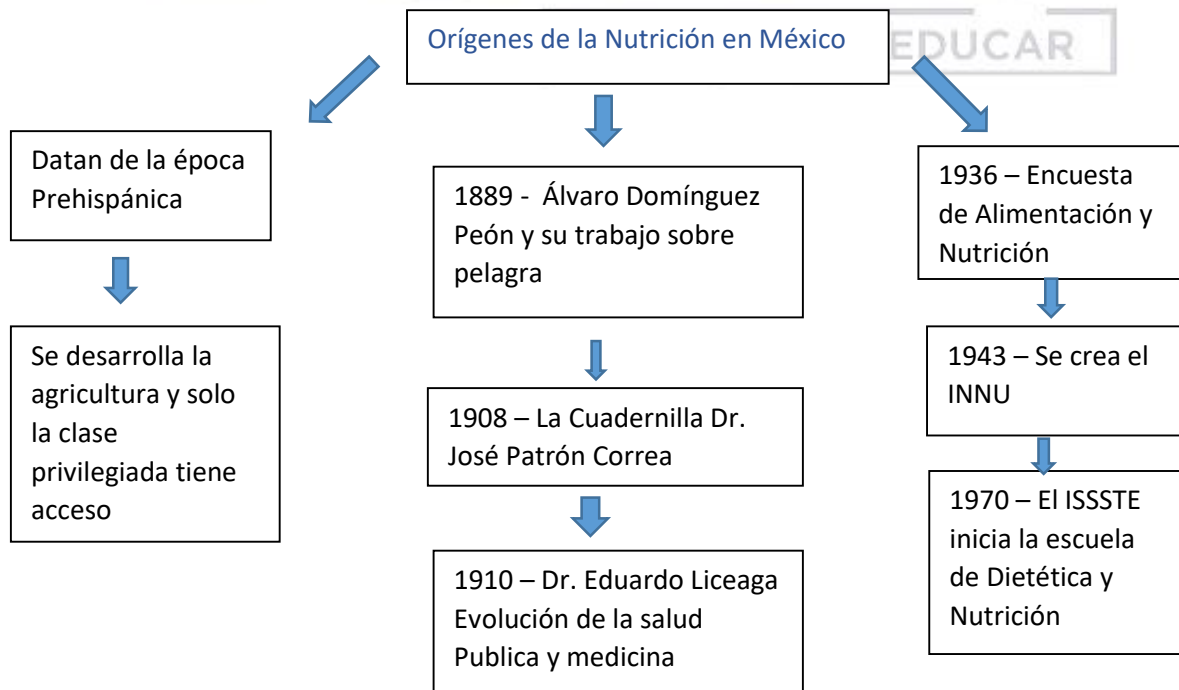 Orígenes de la Nutrición en México
EDUCAR
Datan de la época
Prehispánica
Se desarrolla la
agricultura y solo
la clase
privilegiada tiene
acceso
1889 - Álvaro Domínguez
Peón y su trabajo sobre
pelagra
1908 – La Cuadernilla Dr.
José Patrón Correa
1910 – Dr. Eduardo Liceaga
Evolución de la salud
Publica y medicina
1936 – Encuesta
de Alimentación y
Nutrición
1943 – Se crea el
INNU
1970 – El ISSSTE
inicia la escuela
de Dietética y
Nutrición